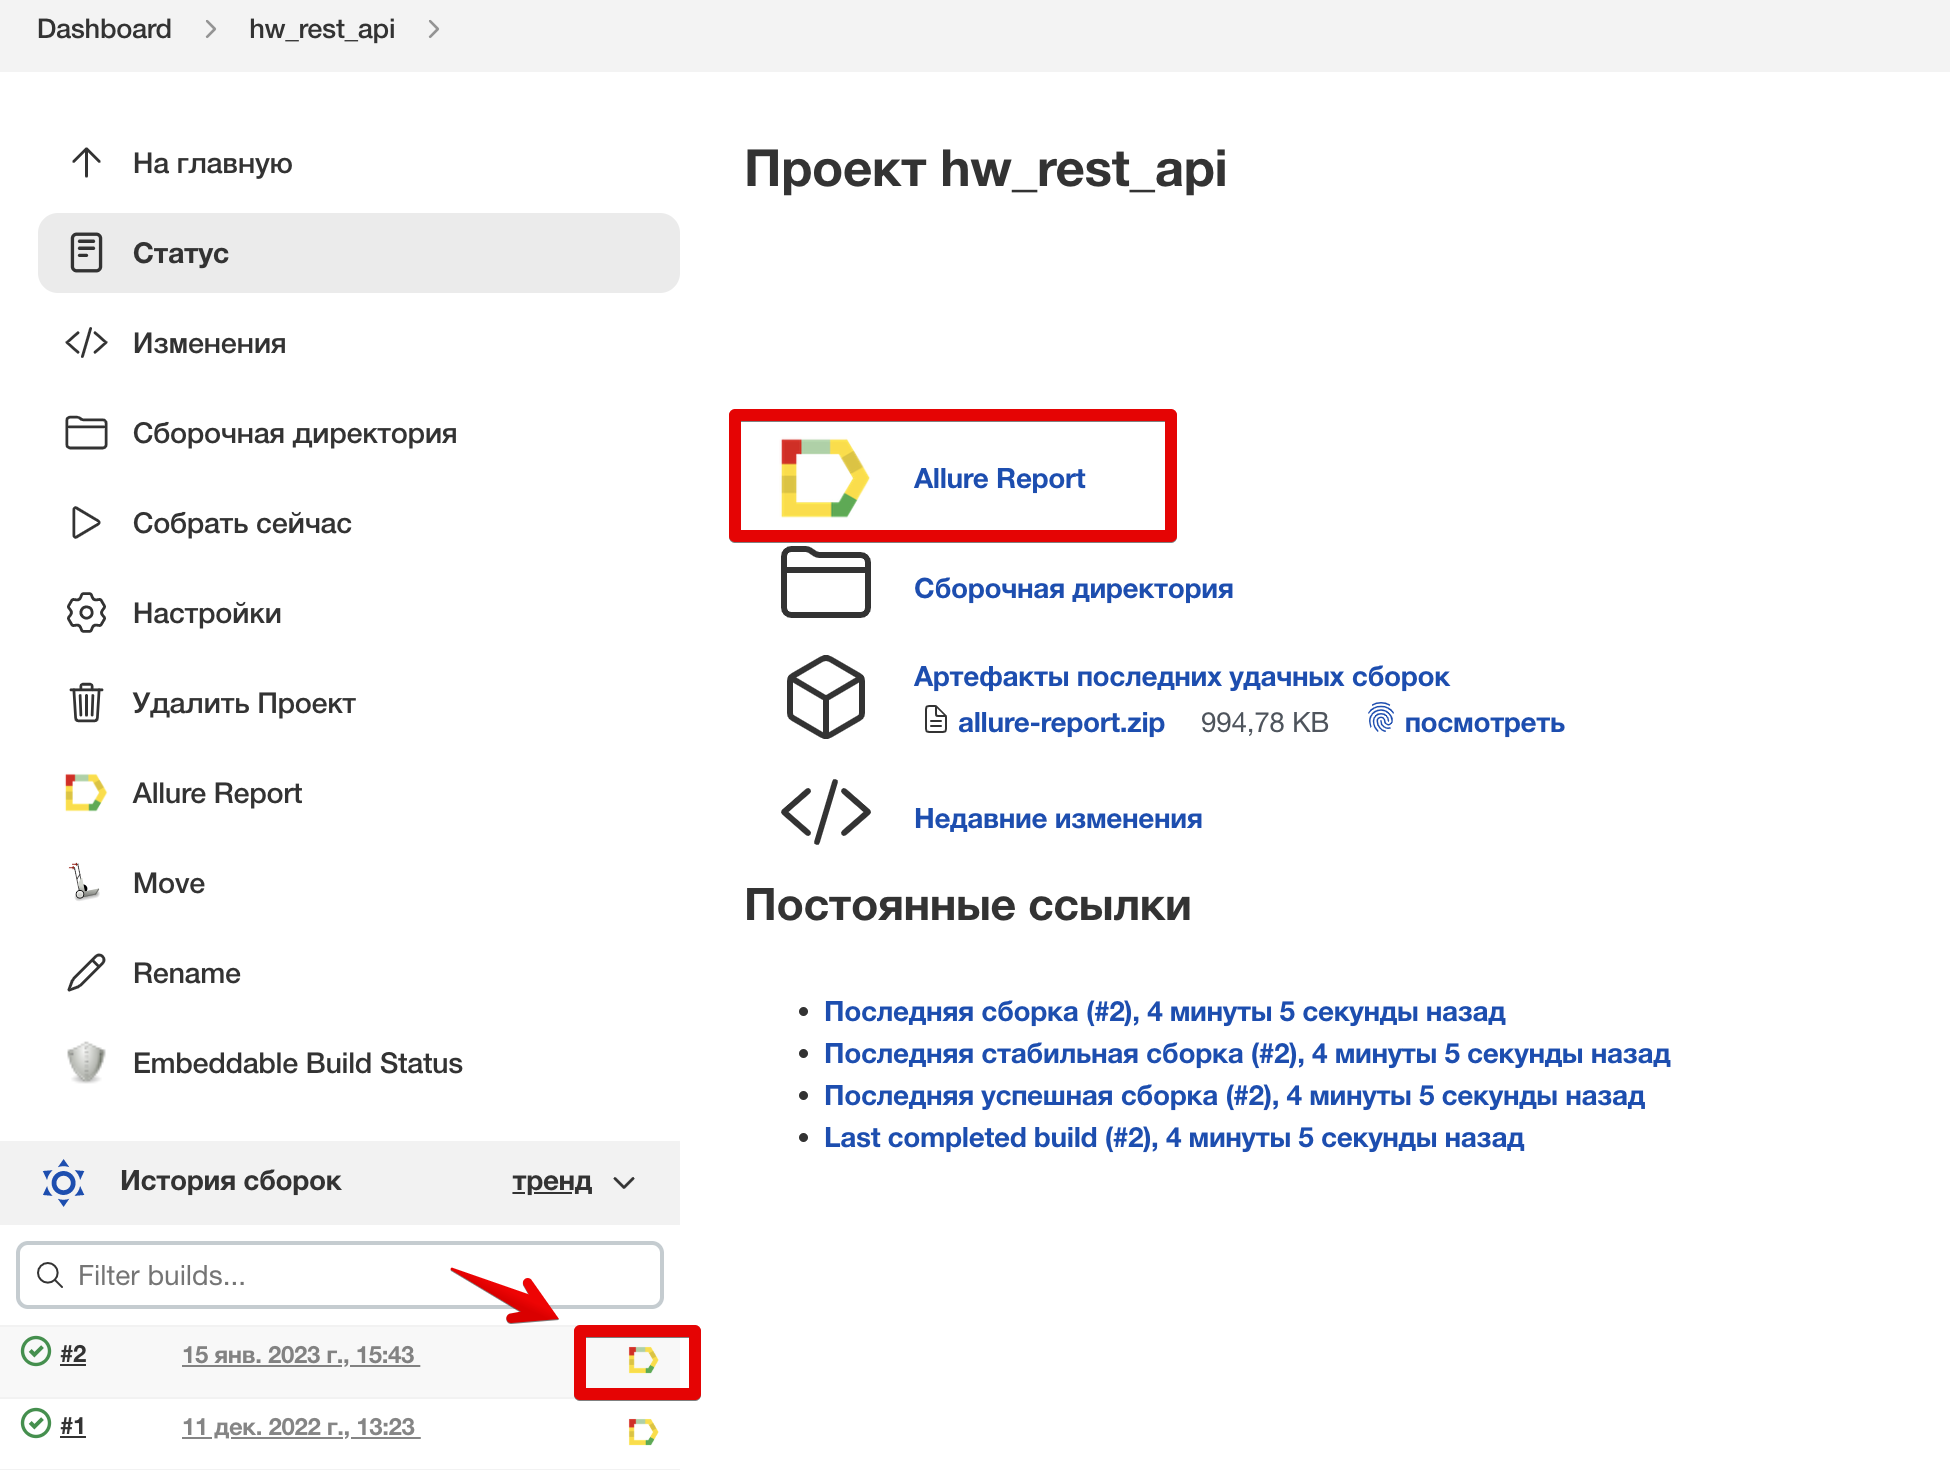 Dashboard hw_rest_api
На главную
Статус
Изменения
Сборочная директория
Собрать сейчас
Настройки
Удалить Проект
Allure Report
Move
Rename
Embeddable Build Status
История сборок тренд
Filter builds...
#2 15 янв. 2023 г., 15:43
#1 11 дек. 2022 г., 13:23
Проект hw_rest_api
Allure Report
Сборочная директория
Артефакты последних удачных сборок
allure-report.zip 994,78 KB посмотреть
Недавние изменения
Постоянные ссылки
Последняя сборка (#2), 4 минуты 5 секунды назад
Последняя стабильная сборка (#2), 4 минуты 5 секунды назад
Последняя успешная сборка (#2), 4 минуты 5 секунды назад
Last completed build (#2), 4 минуты 5 секунды назад